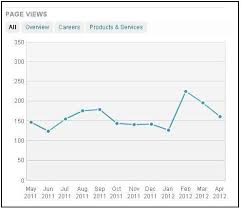 PAGE VIEWS
All Overview Careers Products & Services
350
300
250
200
150
100
50
0
May Jun Jul Aug Sep Oct Nov Dec Jan Feb Mar Apr
2011 2011 2011 2011 2011 2011 2011 2011 2012 2012 2012 2012